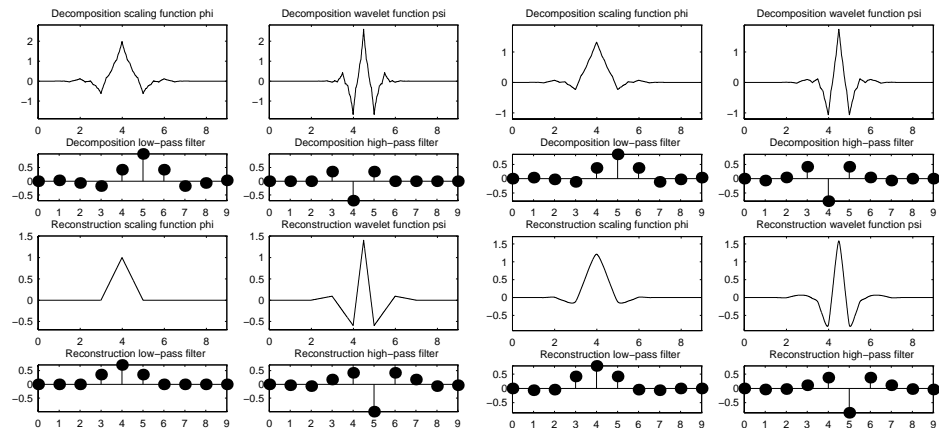 Decomposition scaling function phi
2
1
0
−1
0 2 4 6 8
Decomposition wavelet function psi
2
1
0
−1
0 2 4 6 8
Decomposition low−pass filter
0.5
0
−0.5
0 1 2 3 4 5 6 7 8 9
Decomposition high−pass filter
0.5
0
−0.5
0 1 2 3 4 5 6 7 8 9
Reconstruction scaling function phi
1.5
1
0.5
0
−0.5
0 2 4 6 8
Reconstruction wavelet function psi
1.5
1
0.5
0
−0.5
0 2 4 6 8
Reconstruction low−pass filter
0.5
0
−0.5
0 1 2 3 4 5 6 7 8 9
Reconstruction high−pass filter
0.5
0
−0.5
0 1 2 3 4 5 6 7 8 9
Decomposition scaling function phi
1
0
−1
0 2 4 6 8
Decomposition wavelet function psi
1
0
−1
0 2 4 6 8
Decomposition low−pass filter
0.5
0
−0.5
0 1 2 3 4 5 6 7 8 9
Decomposition high−pass filter
0.5
0
−0.5
0 1 2 3 4 5 6 7 8 9
Reconstruction scaling function phi
1.5
1
0.5
0
−0.5
0 2 4 6 8
Reconstruction wavelet function psi
1.5
1
0.5
0
−0.5
0 2 4 6 8
Reconstruction low−pass filter
0.5
0
−0.5
0 1 2 3 4 5 6 7 8 9
Reconstruction high−pass filter
0.5
0
−0.5
0 1 2 3 4 5 6 7 8 9